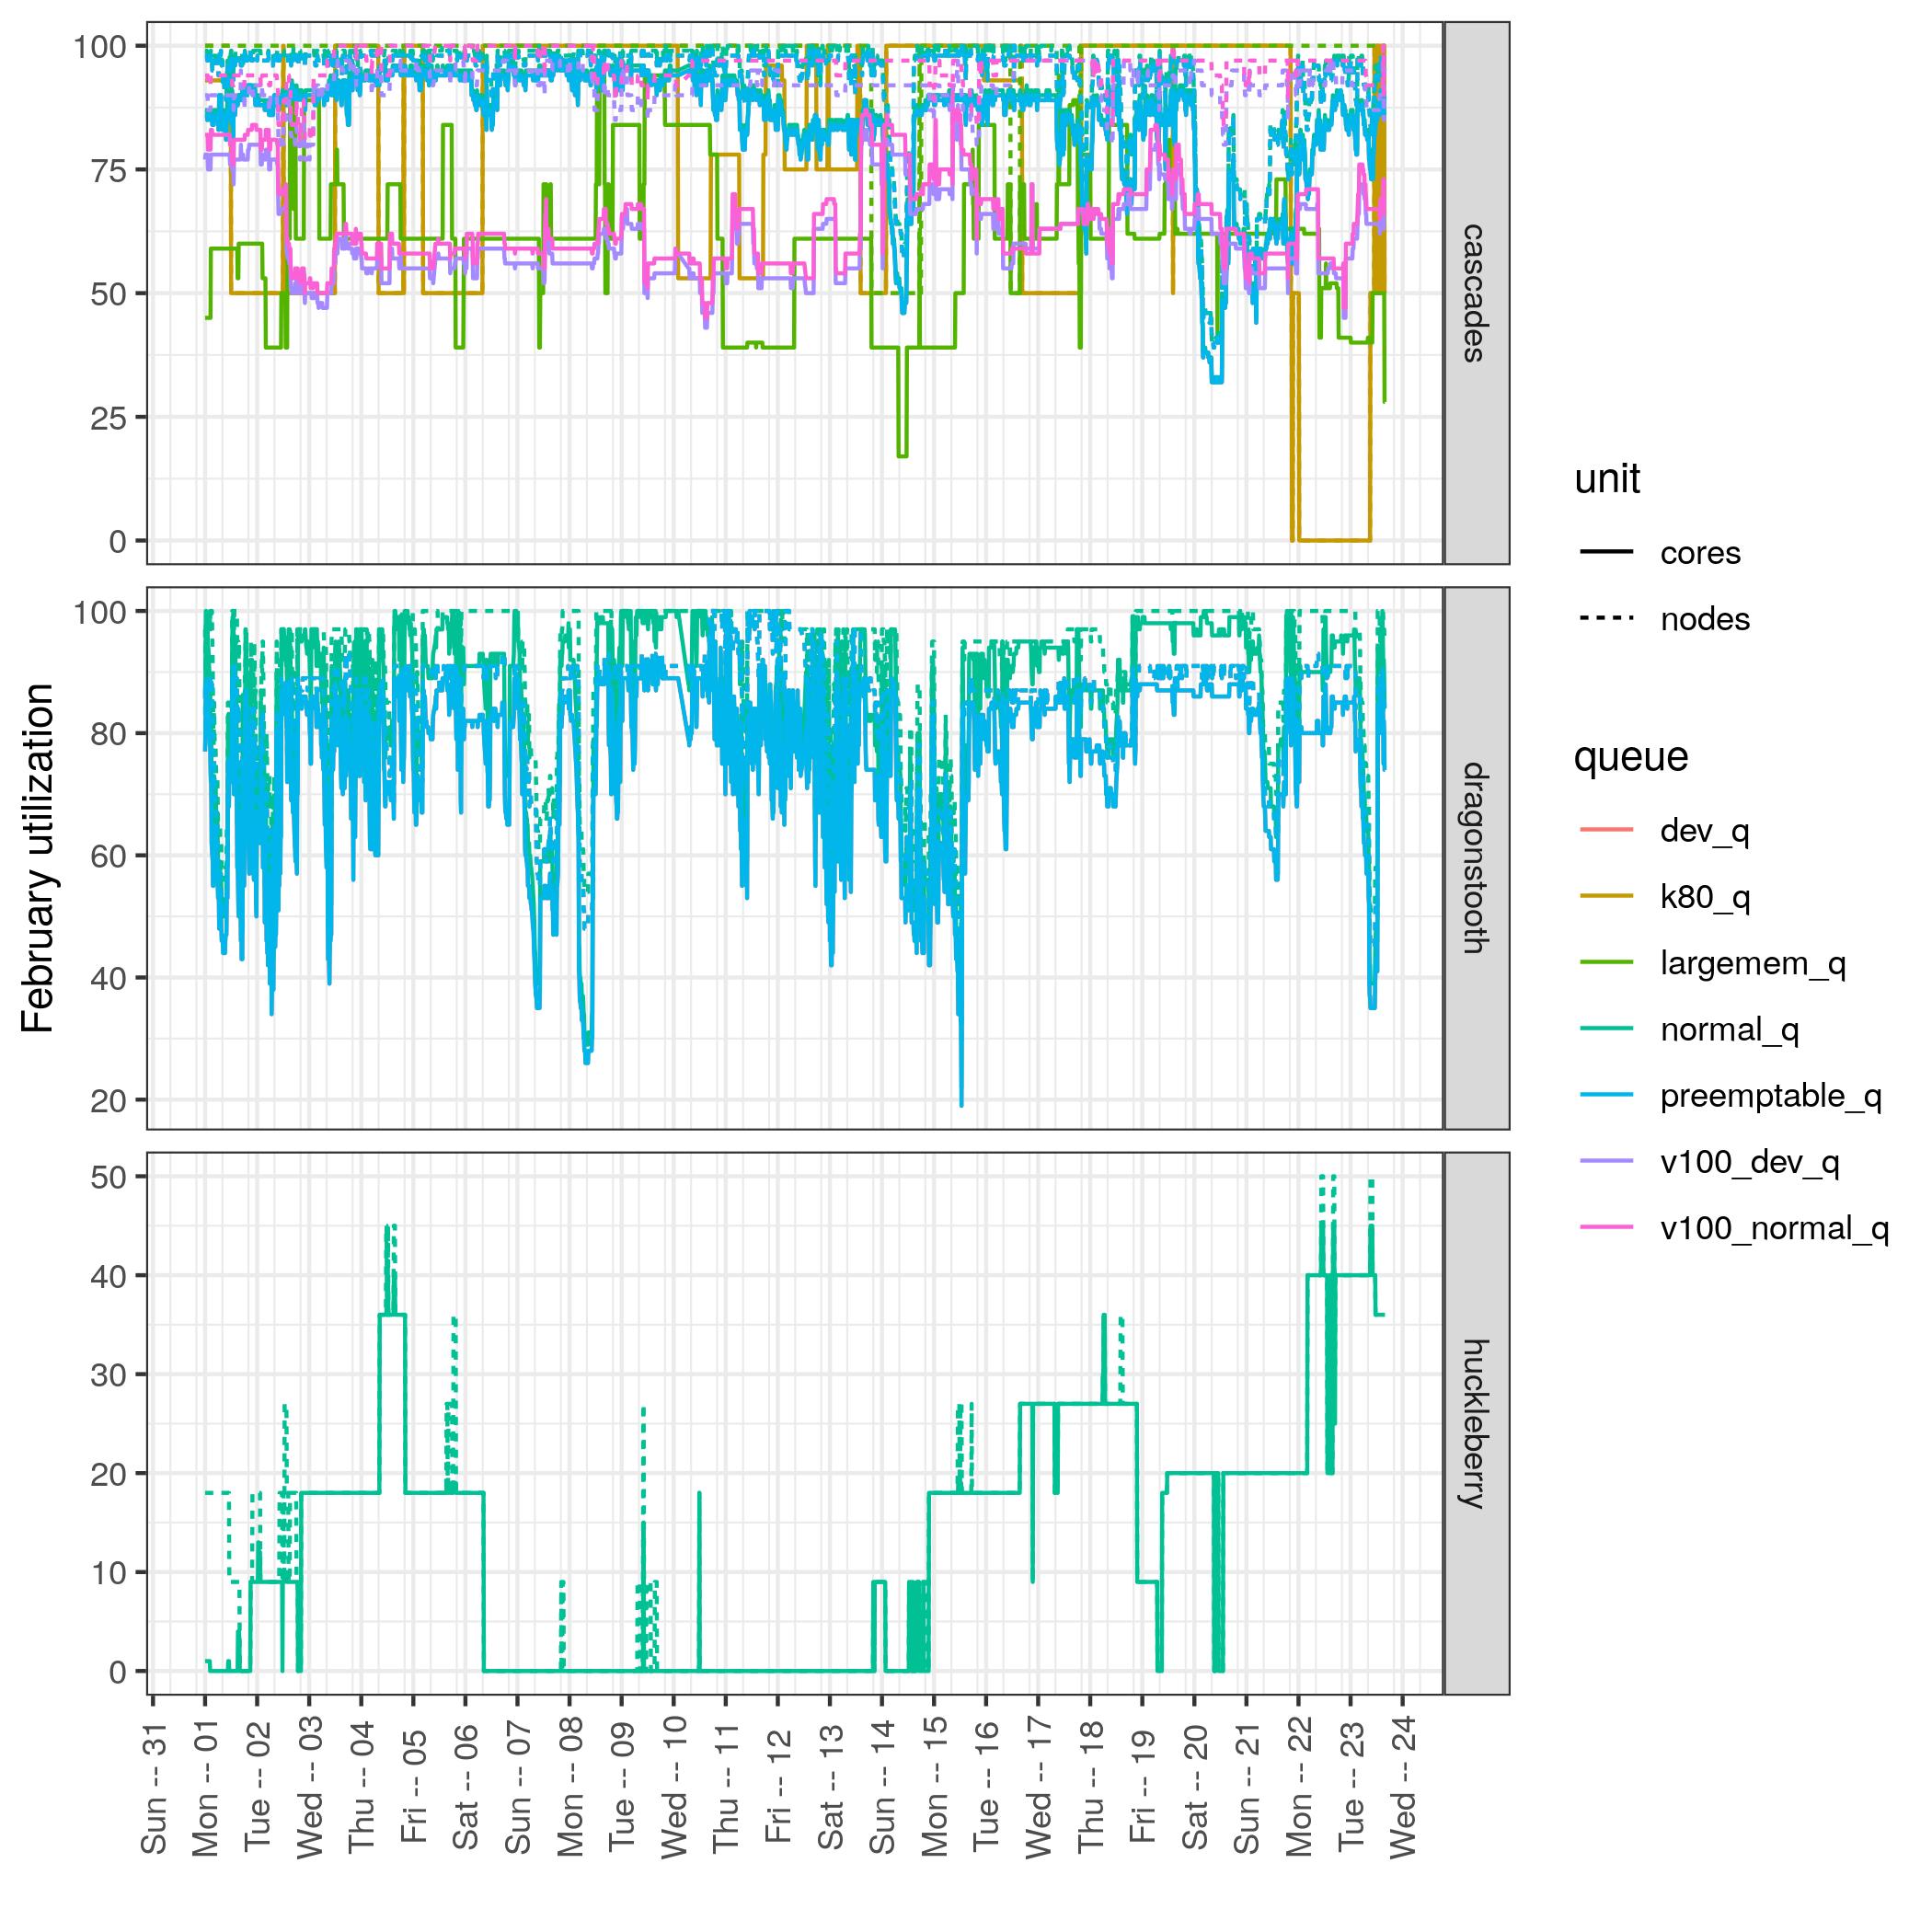 February utilization
100
75
50
25
0
cascades
100
80
60
40
20
dragonstooth
50
40
30
20
10
0
huckleberry
Sun -- 31
Mon -- 01
Tue -- 02
Wed -- 03
Thu -- 04
Fri -- 05
Sat -- 06
Sun -- 07
Mon -- 08
Tue -- 09
Wed -- 10
Thu -- 11
Fri -- 12
Sat -- 13
Sun -- 14
Mon -- 15
Tue -- 16
Wed -- 17
Thu -- 18
Fri -- 19
Sat -- 20
Sun -- 21
Mon -- 22
Tue -- 23
Wed -- 24
unit
cores
nodes
queue
dev_q
k80_q
largemem_q
normal_q
preemptable_q
v100_dev_q
v100_normal_q